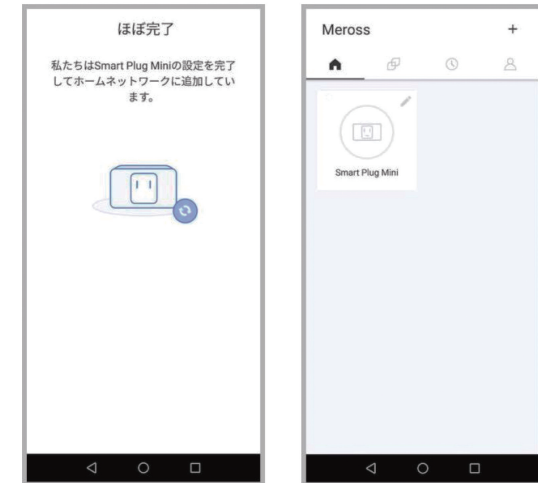 ほぼ完了
私たちはSmart Plug Miniの設定を完了
してホームネットワークに追加してい
ます。
Meross
+
Smart Plug Mini